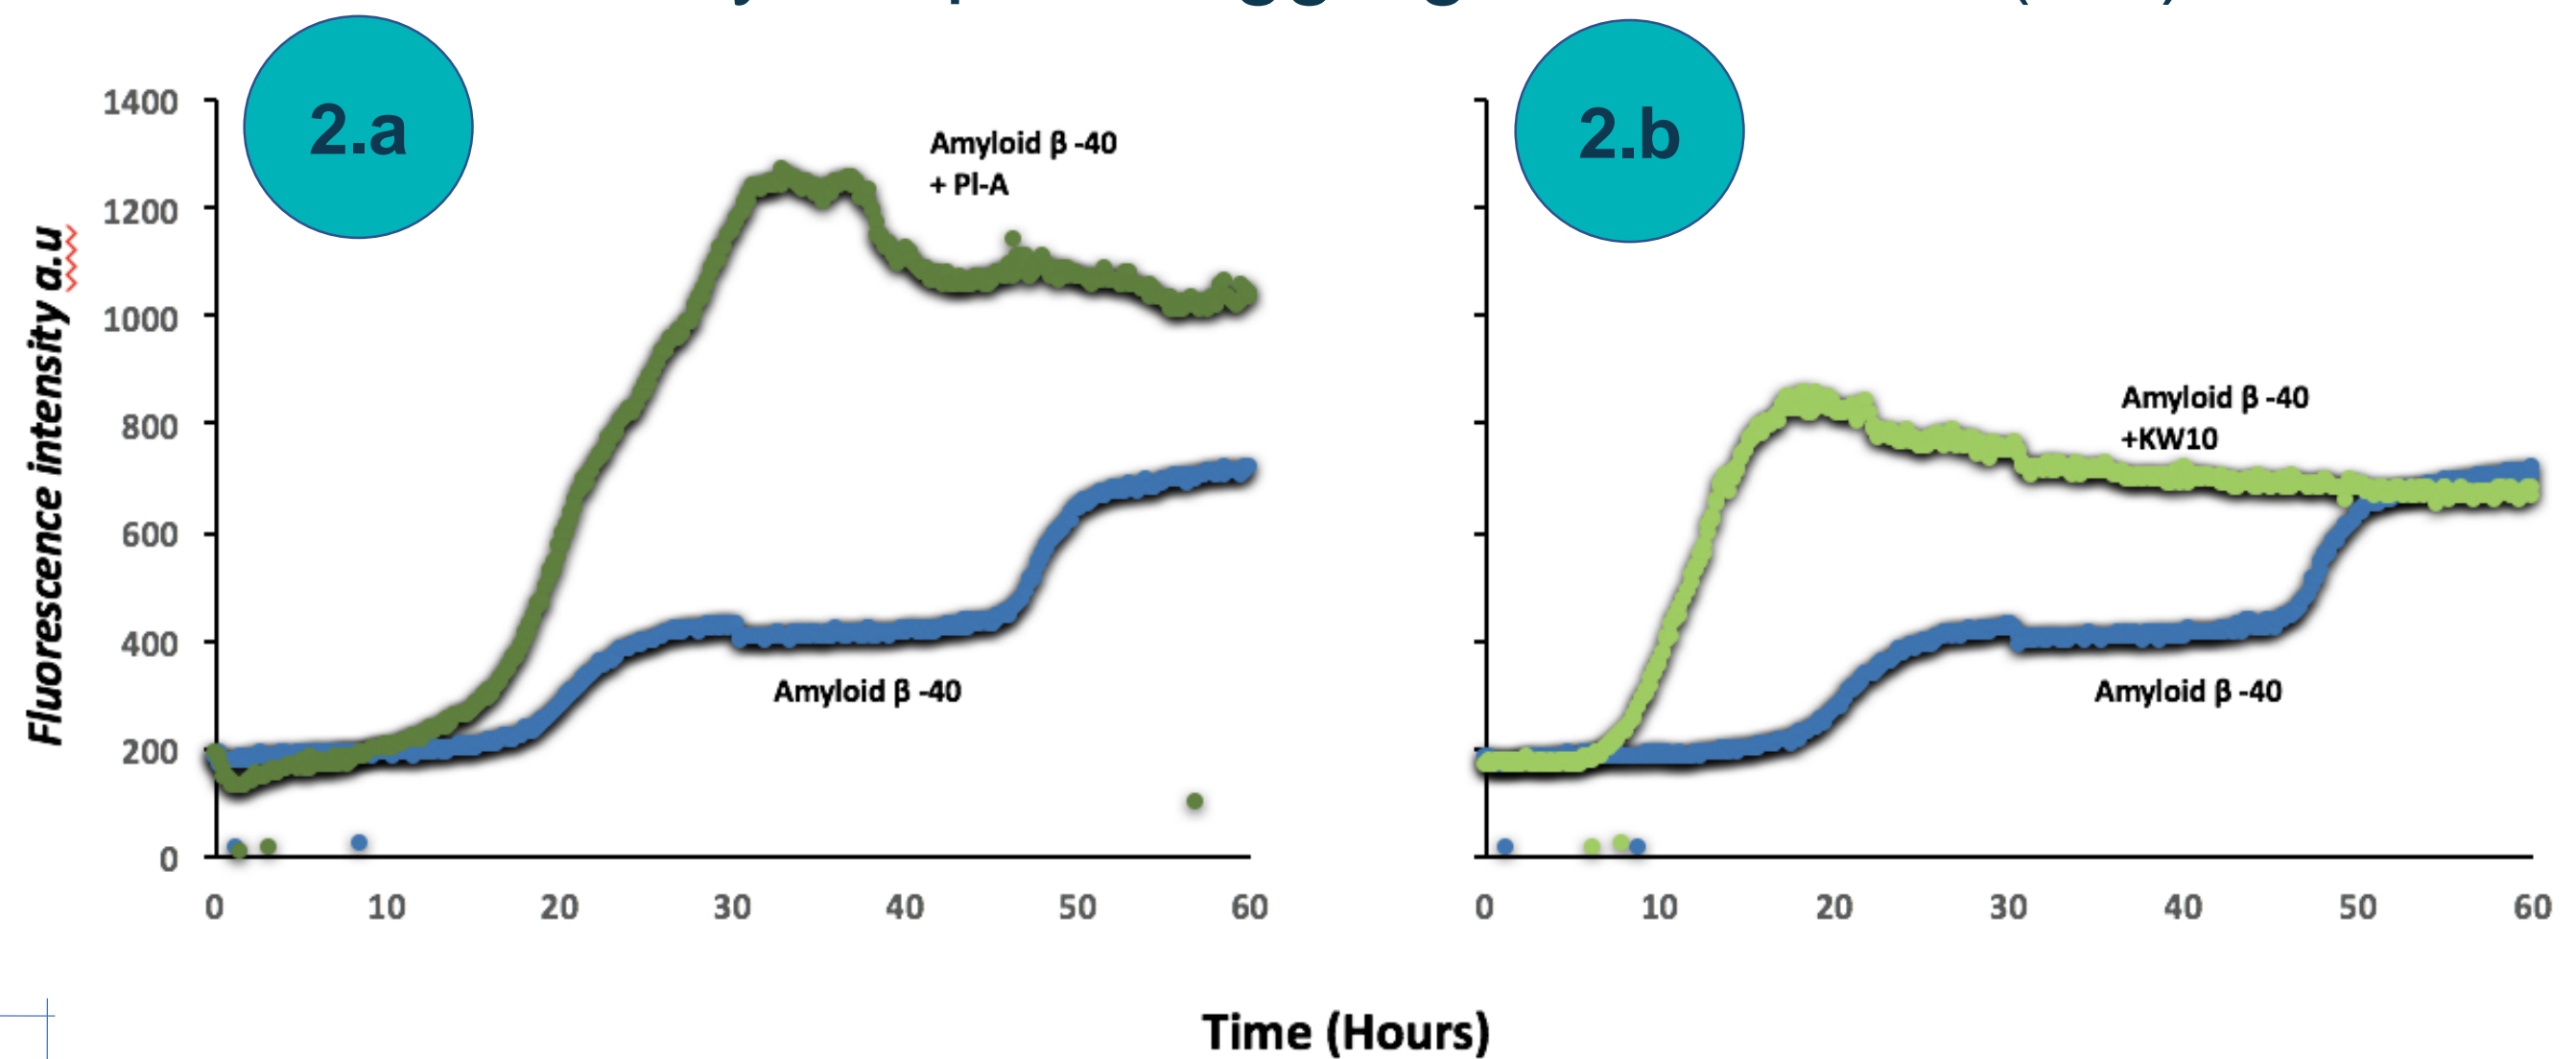 2.a
2.b
Fluorescence intensity a.u
1400
1200
1000
800
600
400
200
0
Amyloid β -40
+ Pl-A
Amyloid β -40
0 10 20 30 40 50 60
Amyloid β -40
+KW10
Amyloid β -40
0 10 20 30 40 50 60
Time (Hours)